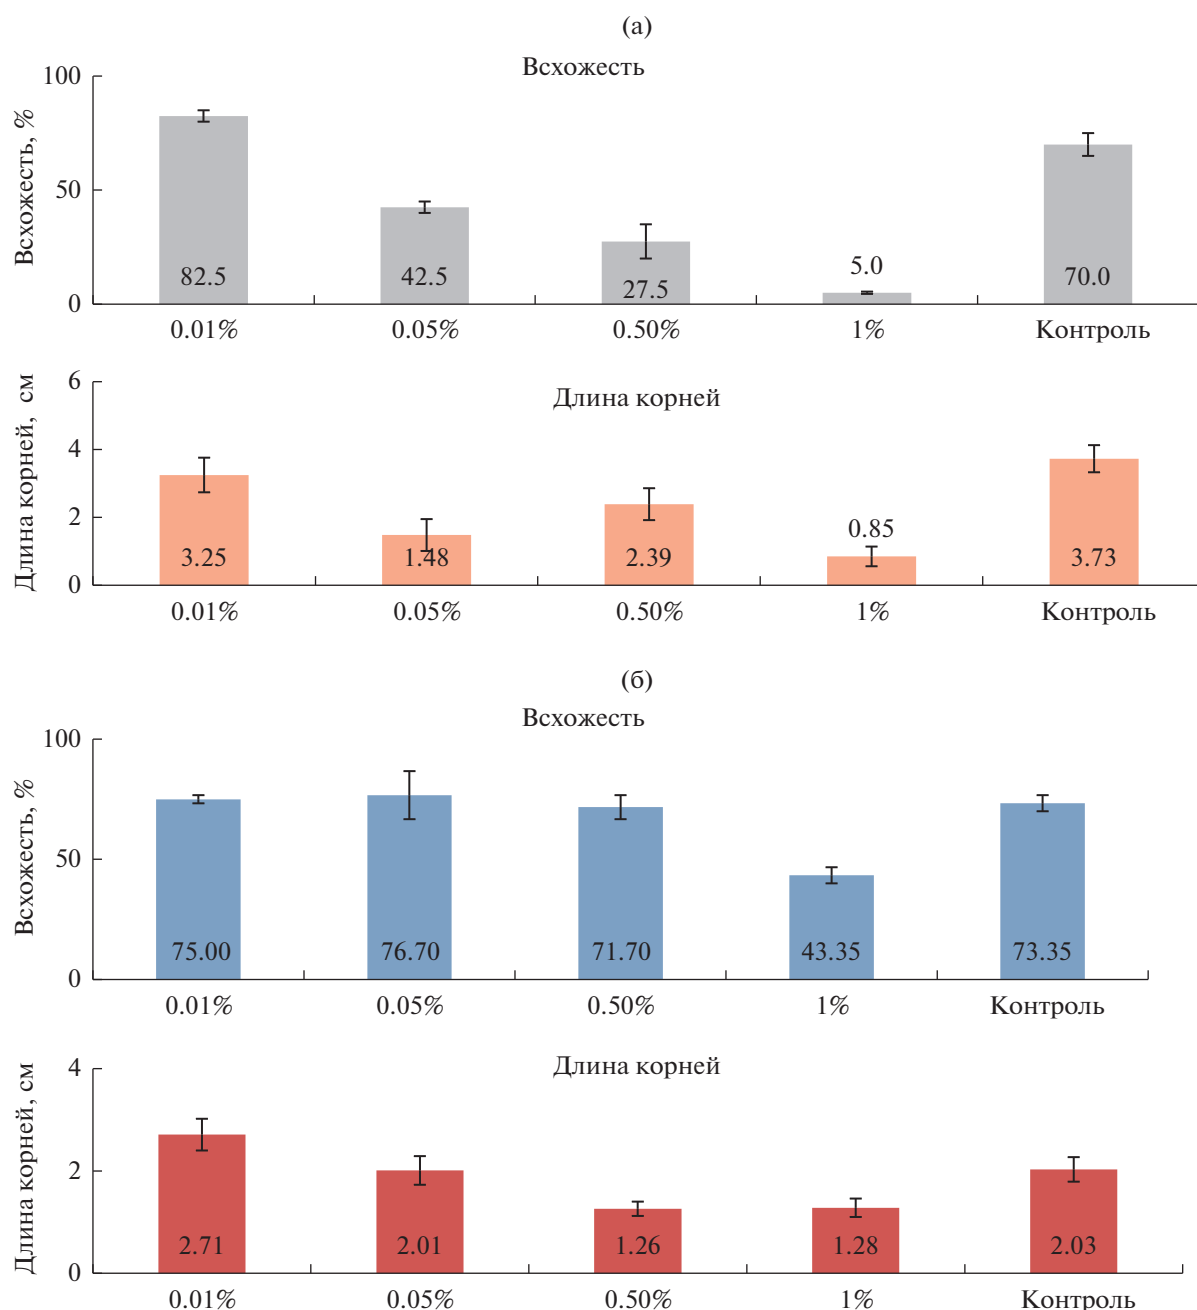 (а)
Всхожесть
Всхожесть, %
100
50
0
82.5 42.5 27.5 5.0 70.0
0.01% 0.05% 0.50% 1% Контроль
Длина корней
Длина корней, см
6
4
2
0
3.25 1.48 2.39 0.85 3.73
0.01% 0.05% 0.50% 1% Контроль
(б)
Всхожесть
Всхожесть, %
100
50
0
75.00 76.70 71.70 43.35 73.35
0.01% 0.05% 0.50% 1% Контроль
Длина корней
Длина корней, см
4
2
0
2.71 2.01 1.26 1.28 2.03
0.01% 0.05% 0.50% 1% Контроль